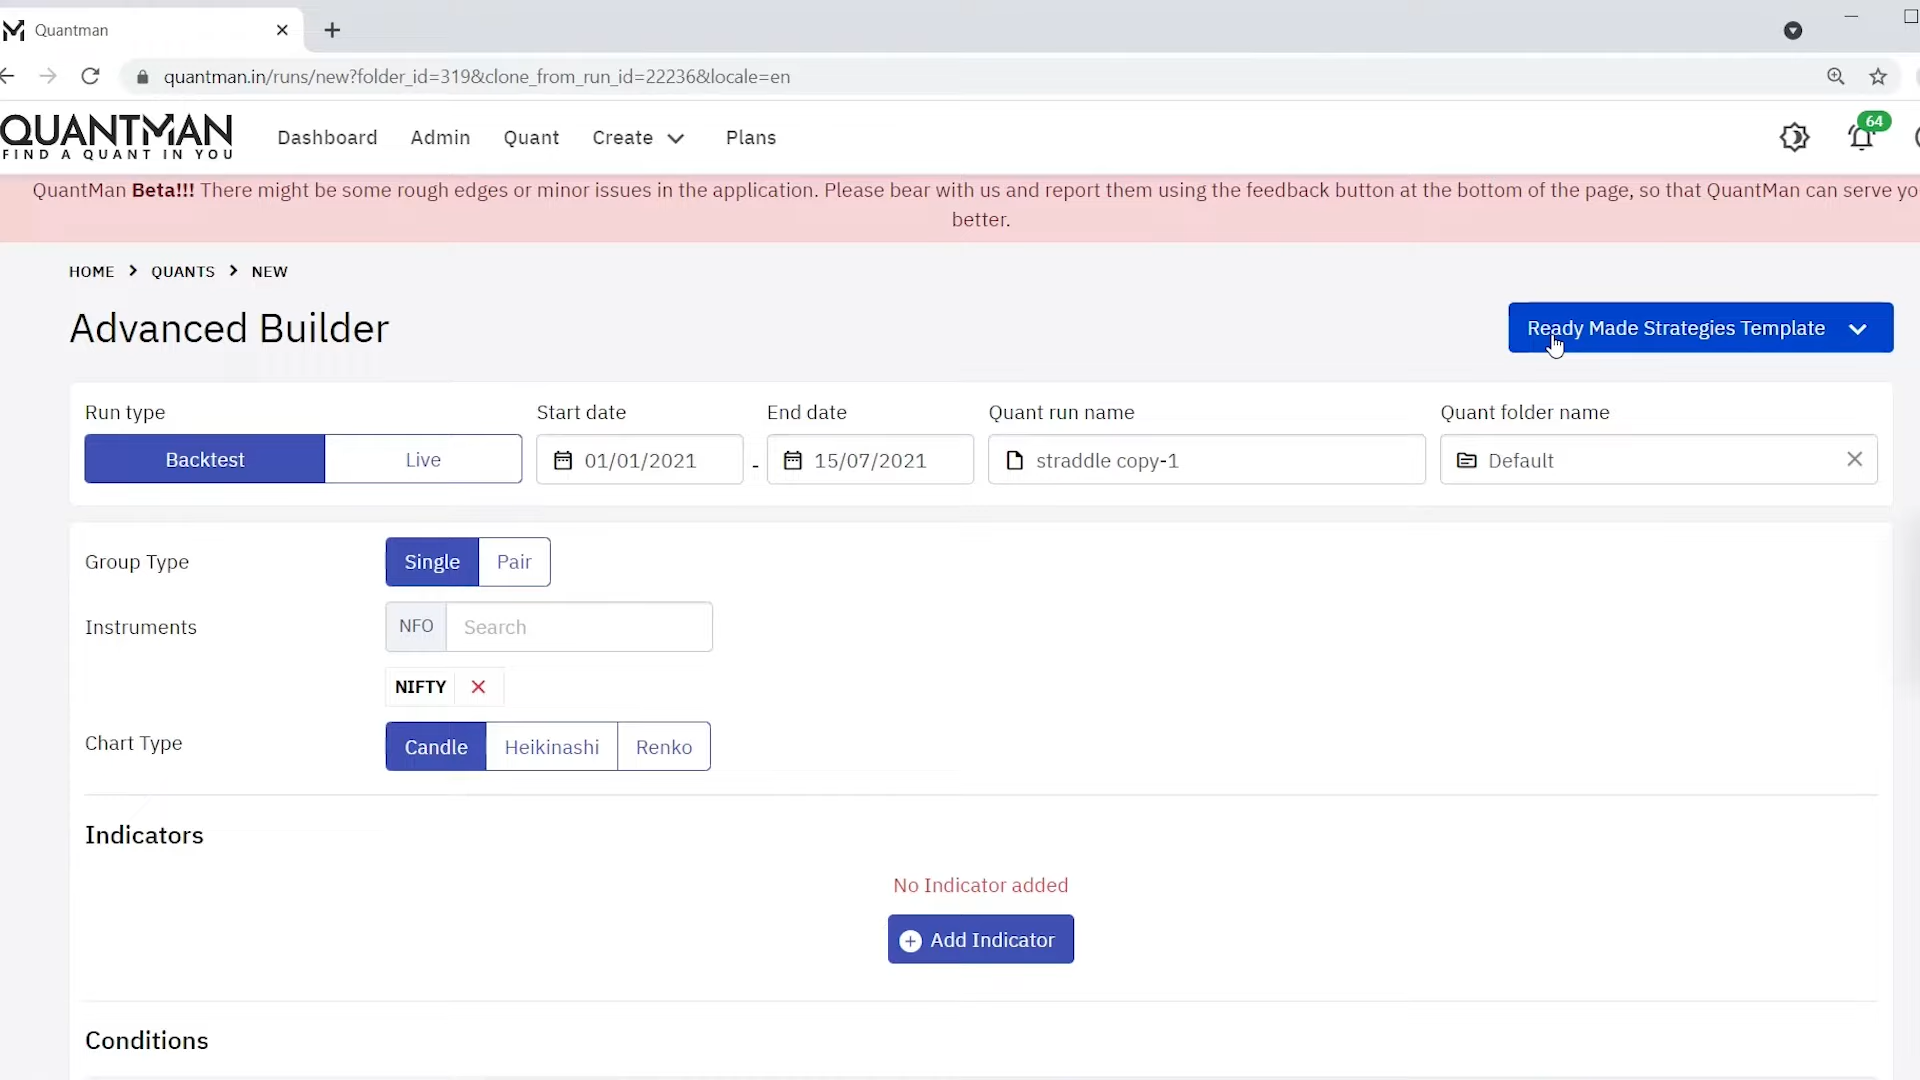 Quantman
quantman.in/runs/new?folder_id=319&clone_from_run_id=22236&locale=en
QUANTMAN
FIND A QUANT IN YOU
Dashboard Admin Quant Create Plans
64
QuantMan Beta!!! There might be some rough edges or minor issues in the application. Please bear with us and report them using the feedback button at the bottom of the page, so that QuantMan can serve yo
better.
HOME > QUANTS > NEW
Advanced Builder
Ready Made Strategies Template
Run type Start date End date Quant run name Quant folder name
Backtest Live 01/01/2021 - 15/07/2021 straddle copy-1 Default
Group Type Single Pair
Instruments NFO Search
NIFTY
Chart Type Candle Heikinashi Renko
Indicators
No Indicator added
Add Indicator
Conditions